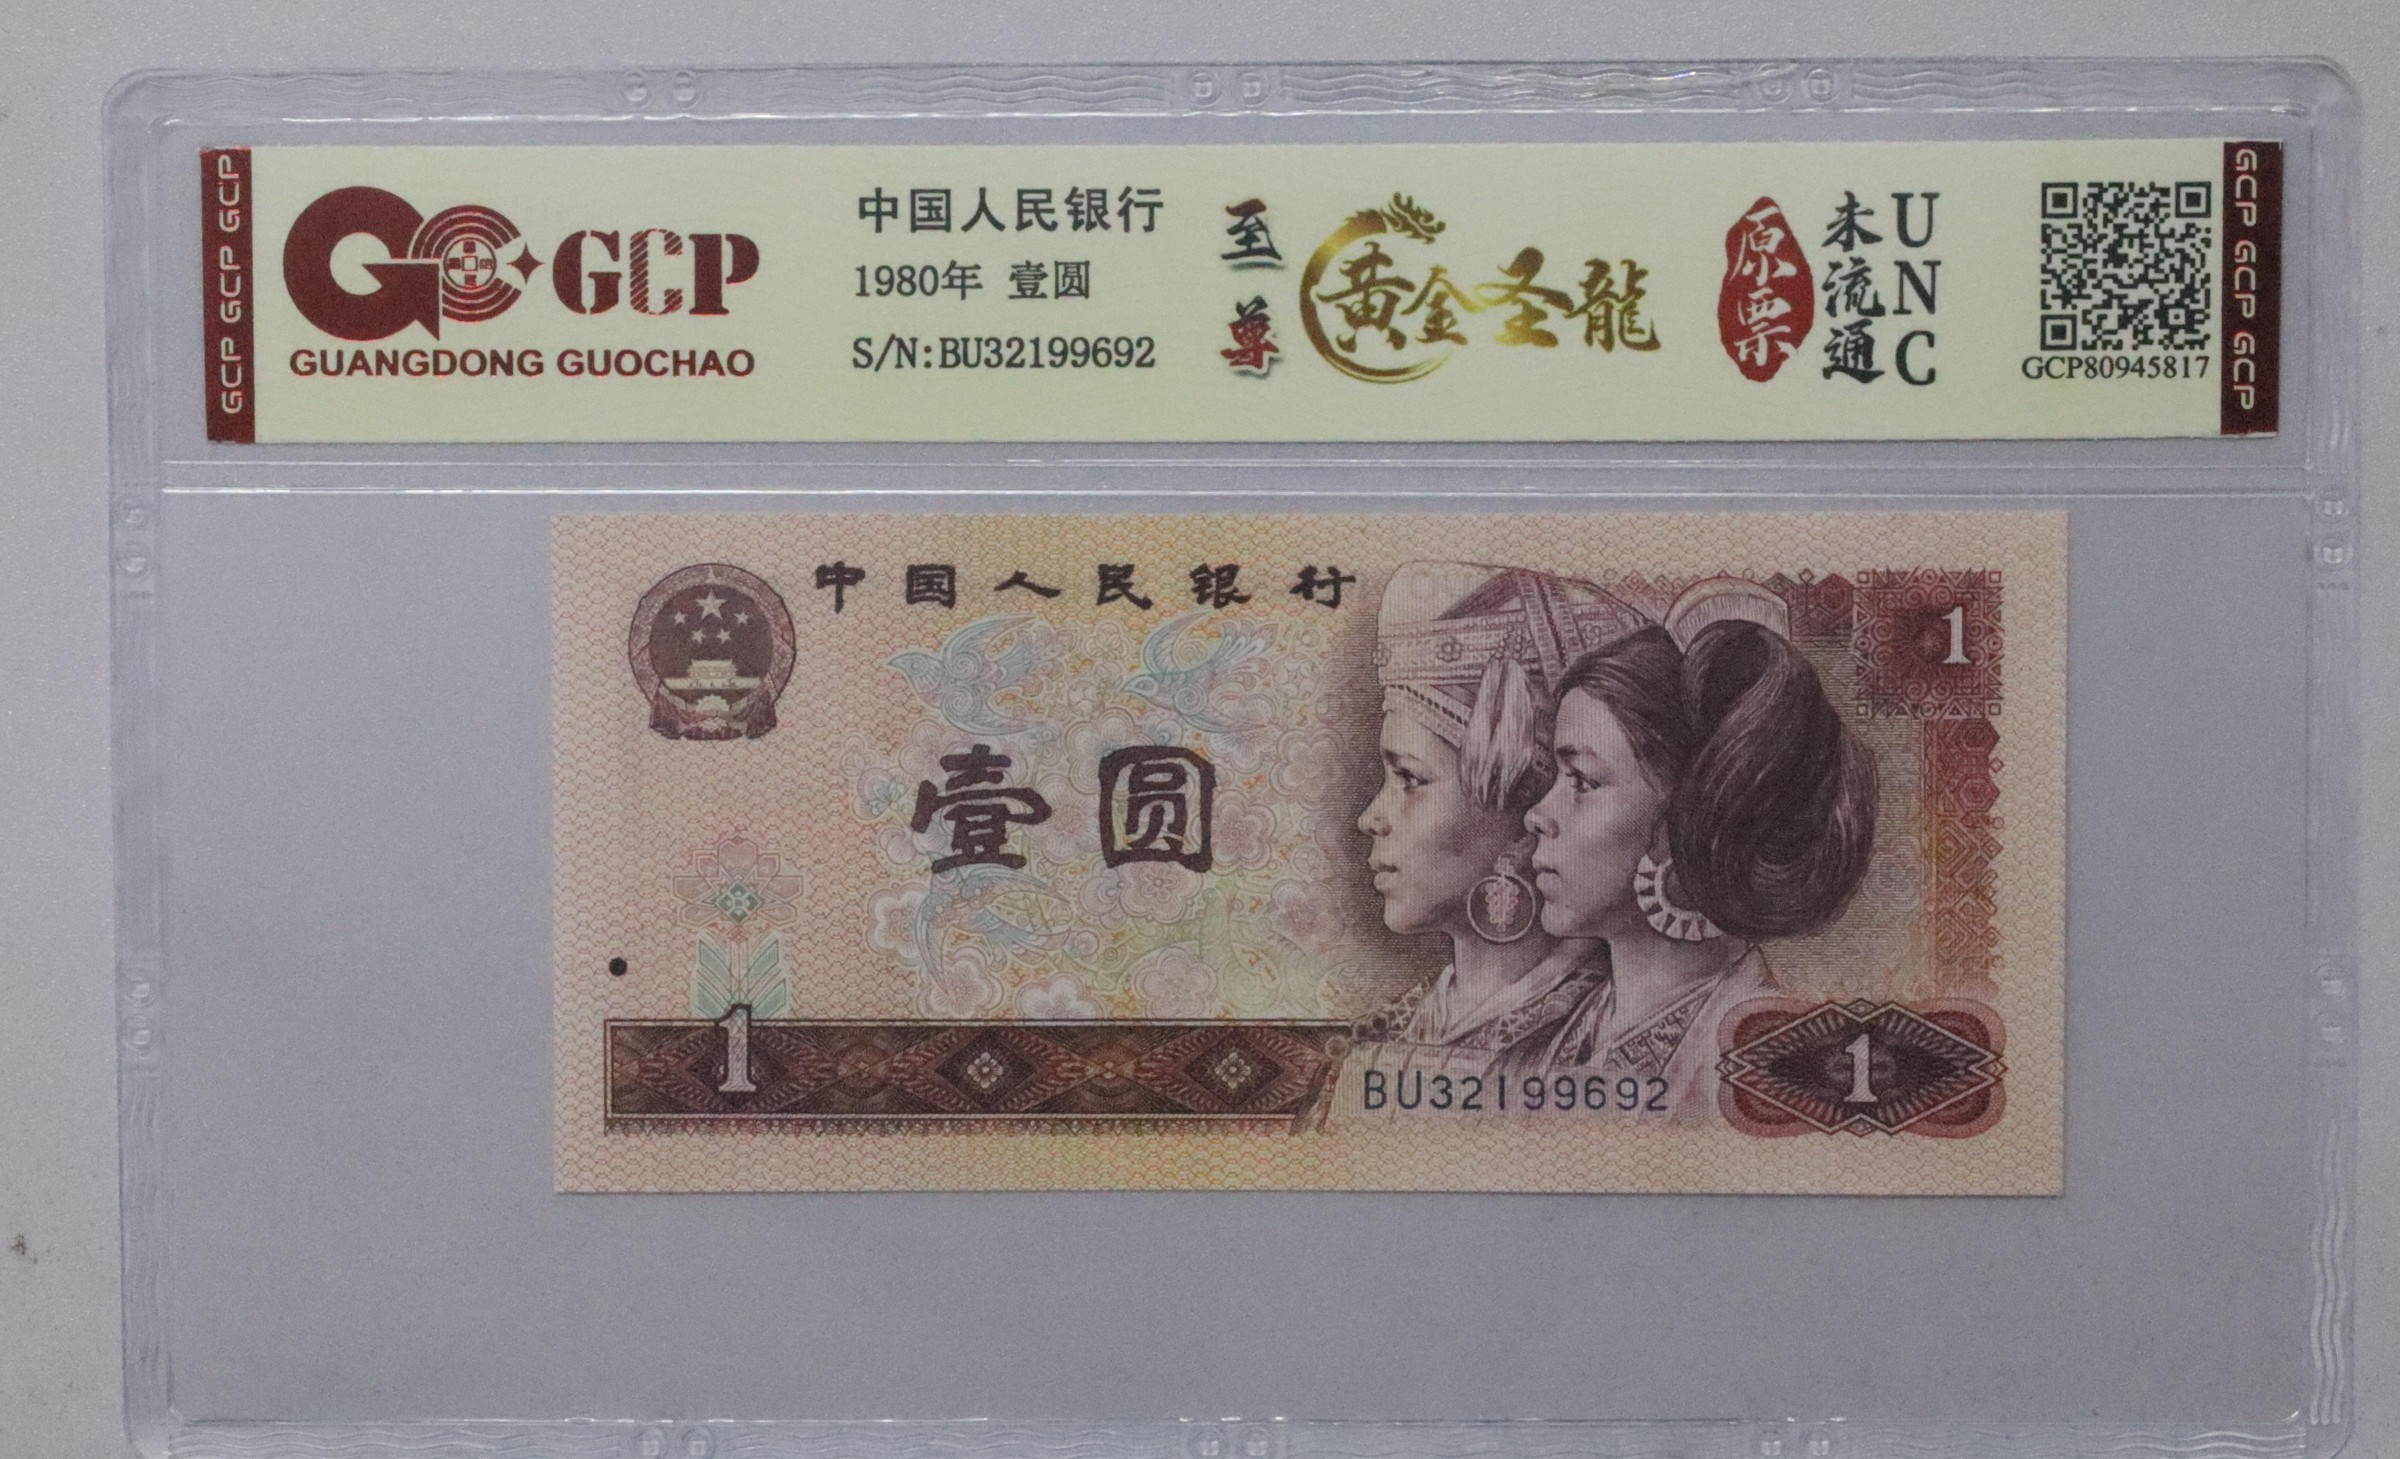 GCP GCP GCP
GCP
GUANGDONG GUOCHAO
中国人民银行
1980年 壹圆
S/N:BU32199692
至尊
黄金圣龍
原票
未流通
UNC
GCP80945817
GCP GCP GCP
中国人民银行
1
壹圆
1
BU32199692
1